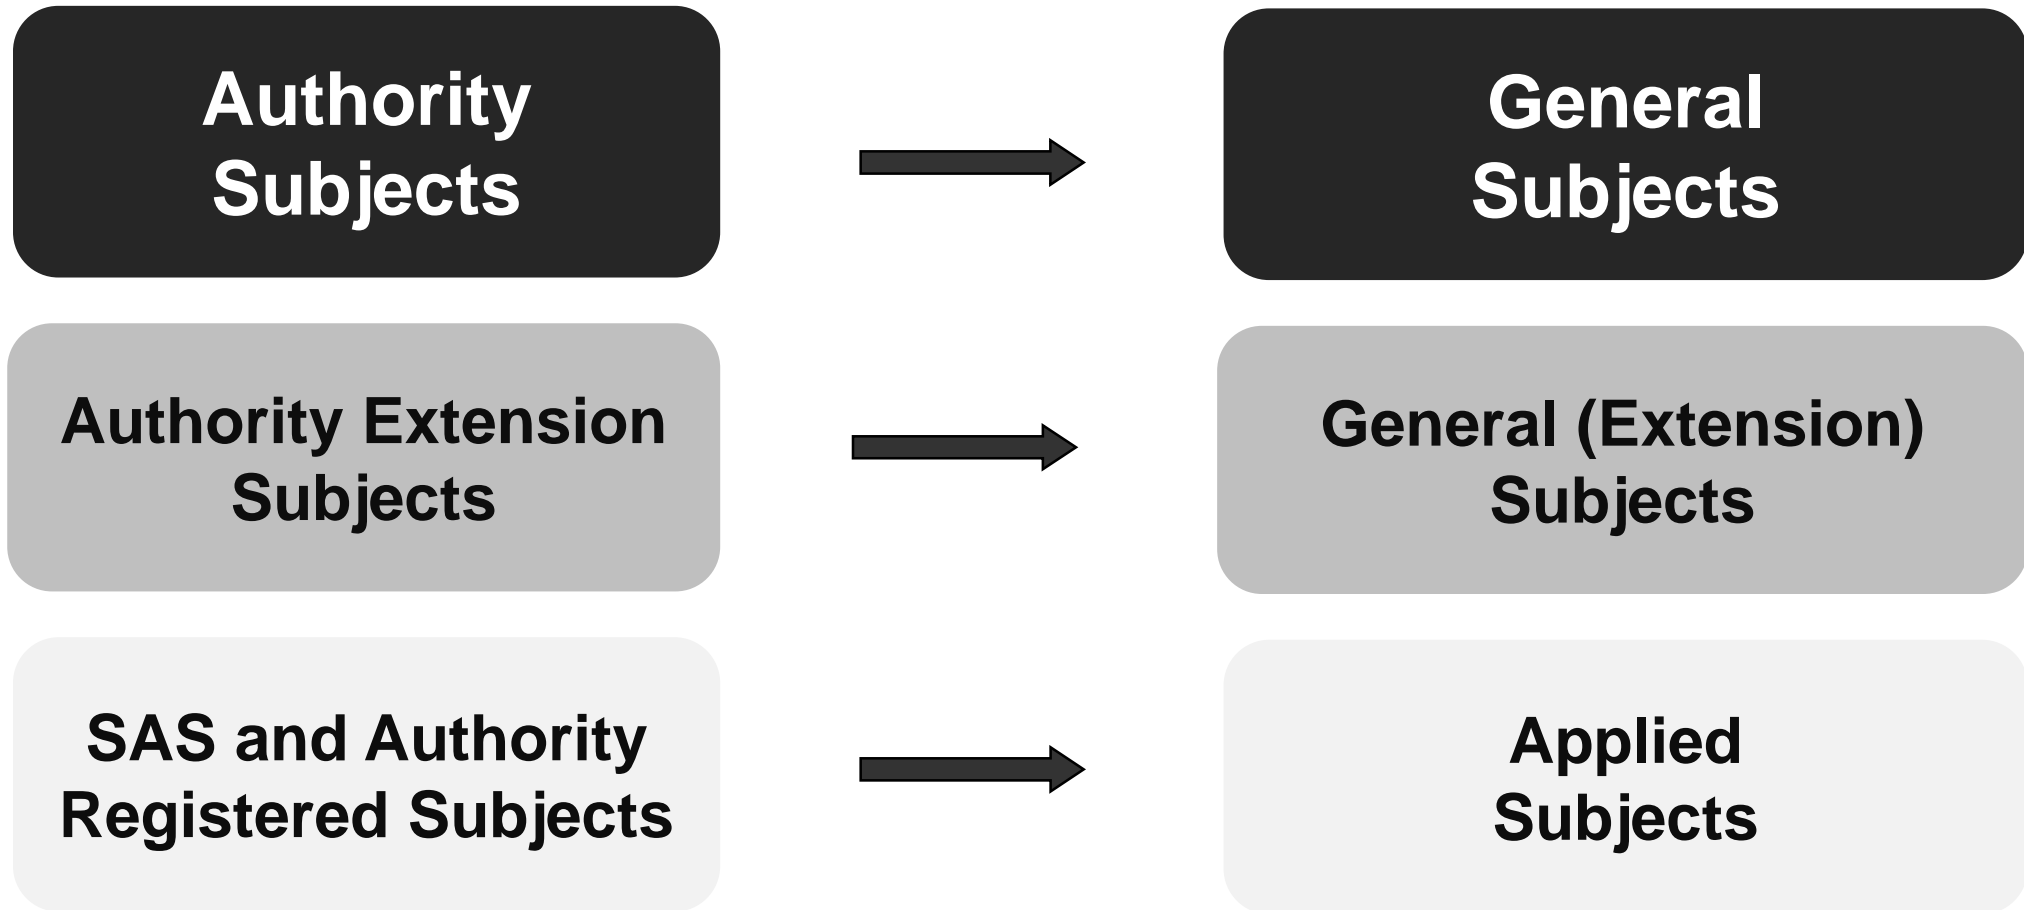 Authority
Subjects
General
Subjects
Authority Extension
Subjects
General (Extension)
Subjects
SAS and Authority
Registered Subjects
Applied
Subjects